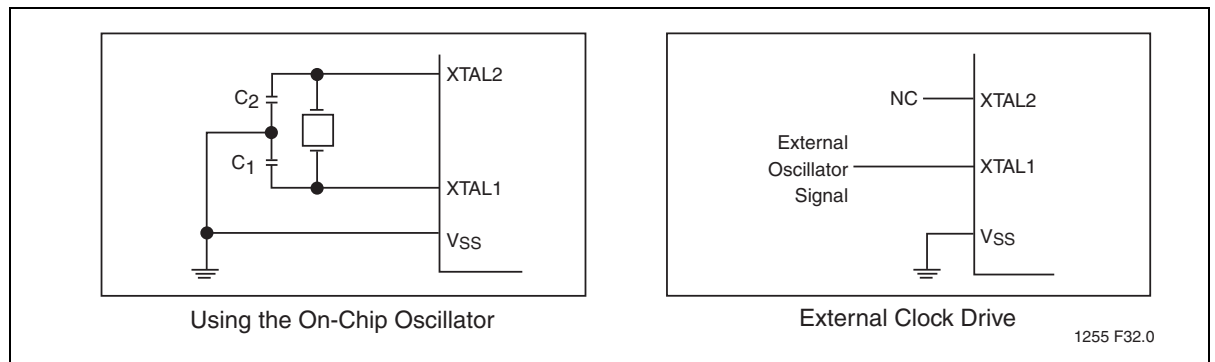 XTAL2
C2
C1
XTAL1
VSS
Using the On-Chip Oscillator
NC
XTAL2
External
Oscillator
Signal
XTAL1
VSS
External Clock Drive
1255 F32.0